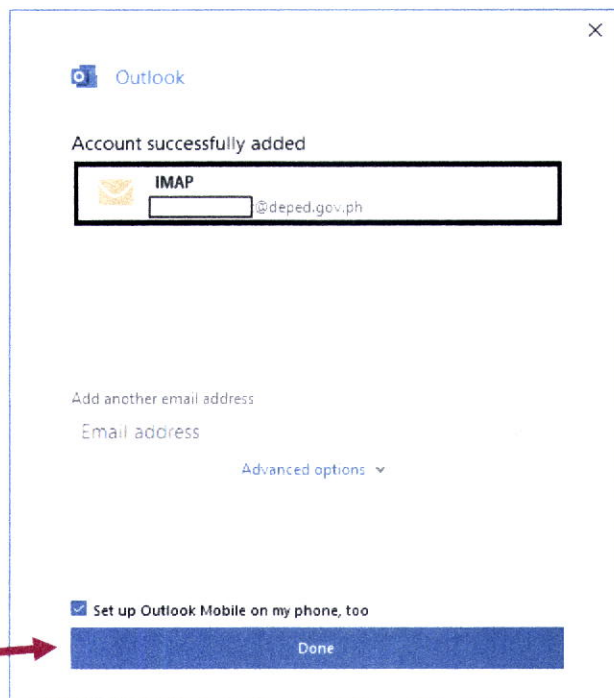 Outlook
Account successfully added
IMAP
@deped.gov.ph
Add another email address
Email address
Advanced options
Set up Outlook Mobile on my phone, too
Done